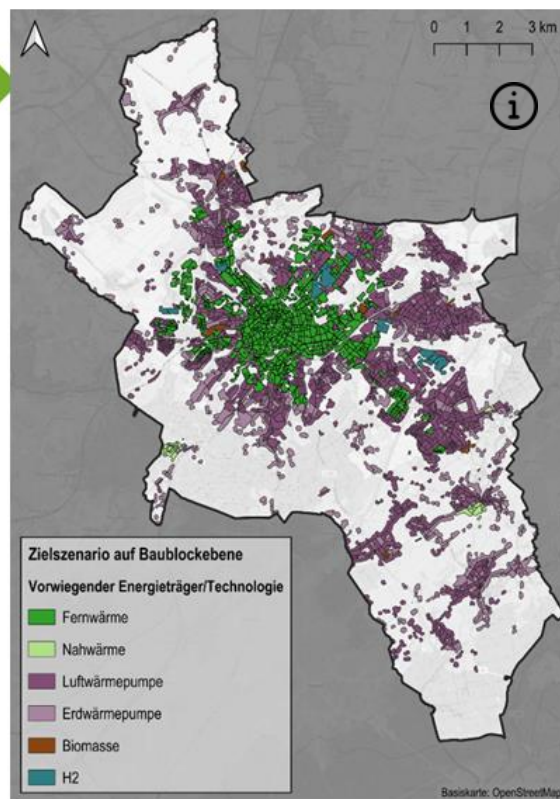 0 1 2 3 km
i
Zielszenario auf Baublockebene
Vorwiegender Energieträger/Technologie
Fernwärme
Nahwärme
Luftwärmepumpe
Erdwärmepumpe
Biomasse
H2
Basiskarte: OpenStreetMap